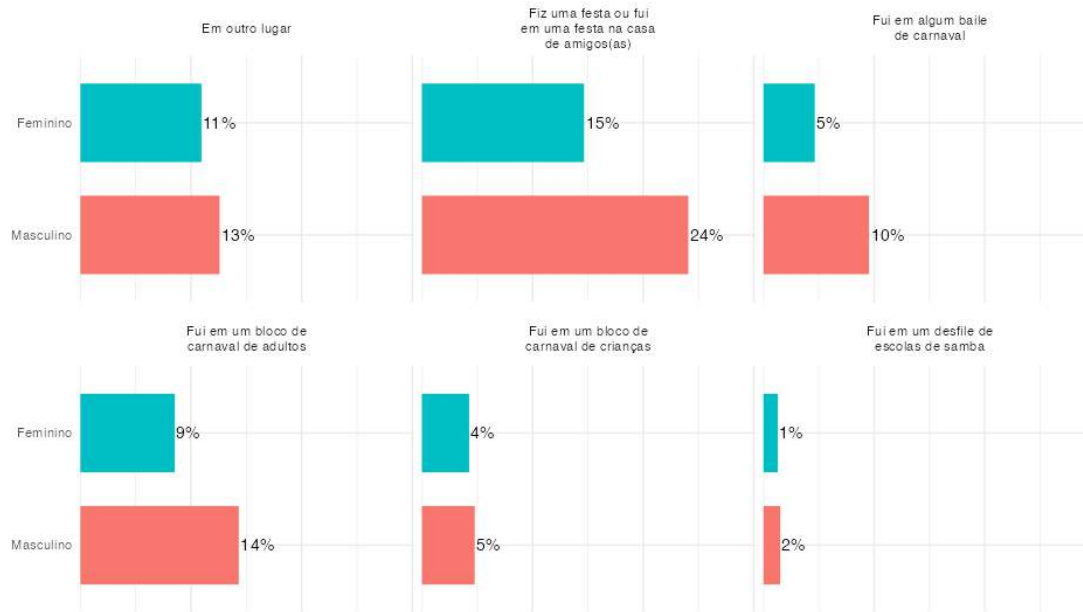 Em outro lugar
Fiz uma festa ou fui
em uma festa na casa
de amigos(as)
Fui em algum baile
de carnaval
Feminino
11%
15%
5%
Masculino
13%
24%
10%
Fui em um bloco de
carnaval de adultos
Fui em um bloco de
carnaval de crianças
Fui em um desfile de
escolas de samba
Feminino
9%
4%
1%
Masculino
14%
5%
2%